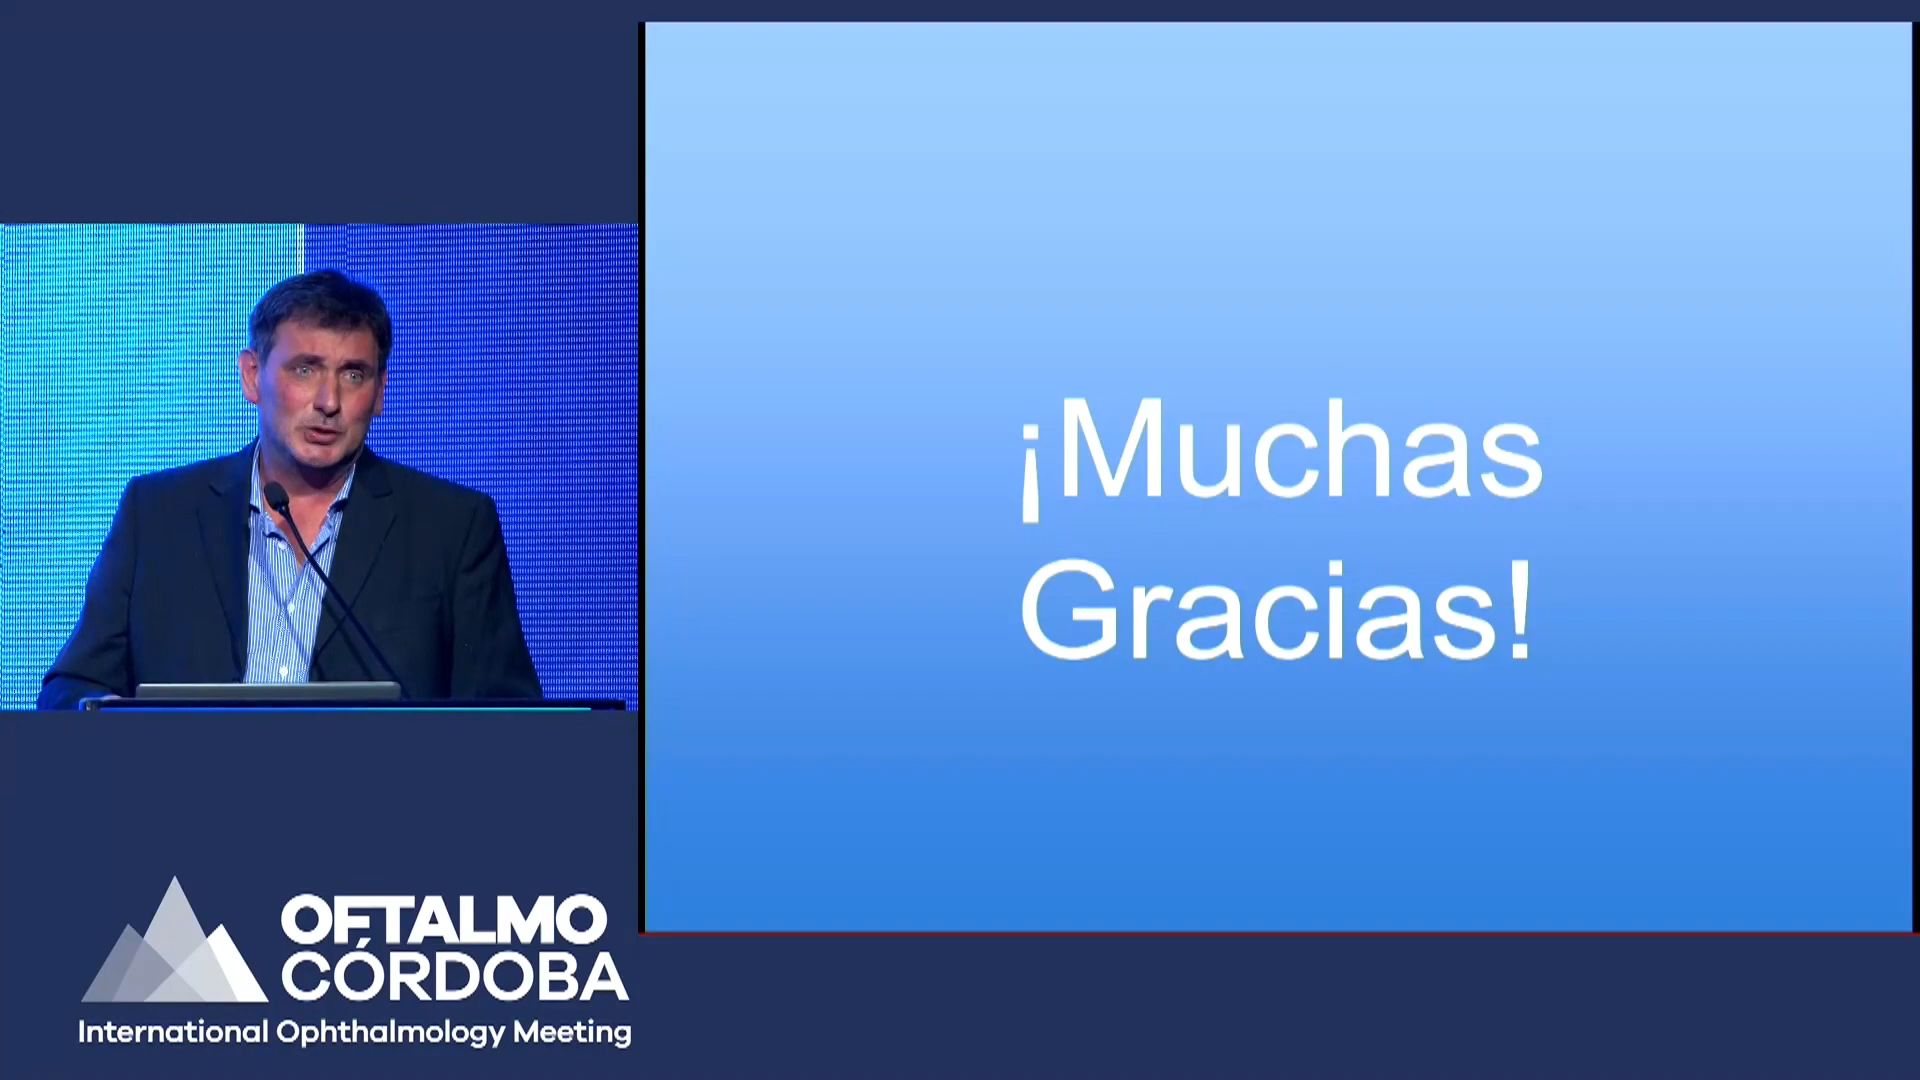 ¡Muchas
Gracias!
OFTALMO
CÓRDOBA
International Ophthalmology Meeting